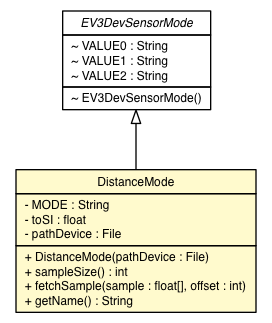 EV3DevSensorMode
~ VALUE0 : String
~ VALUE1 : String
~ VALUE2 : String
~ EV3DevSensorMode()
DistanceMode
- MODE : String
- toSI : float
- pathDevice : File
+ DistanceMode(pathDevice : File)
+ sampleSize() : int
+ fetchSample(sample : float[], offset : int)
+ getName() : String